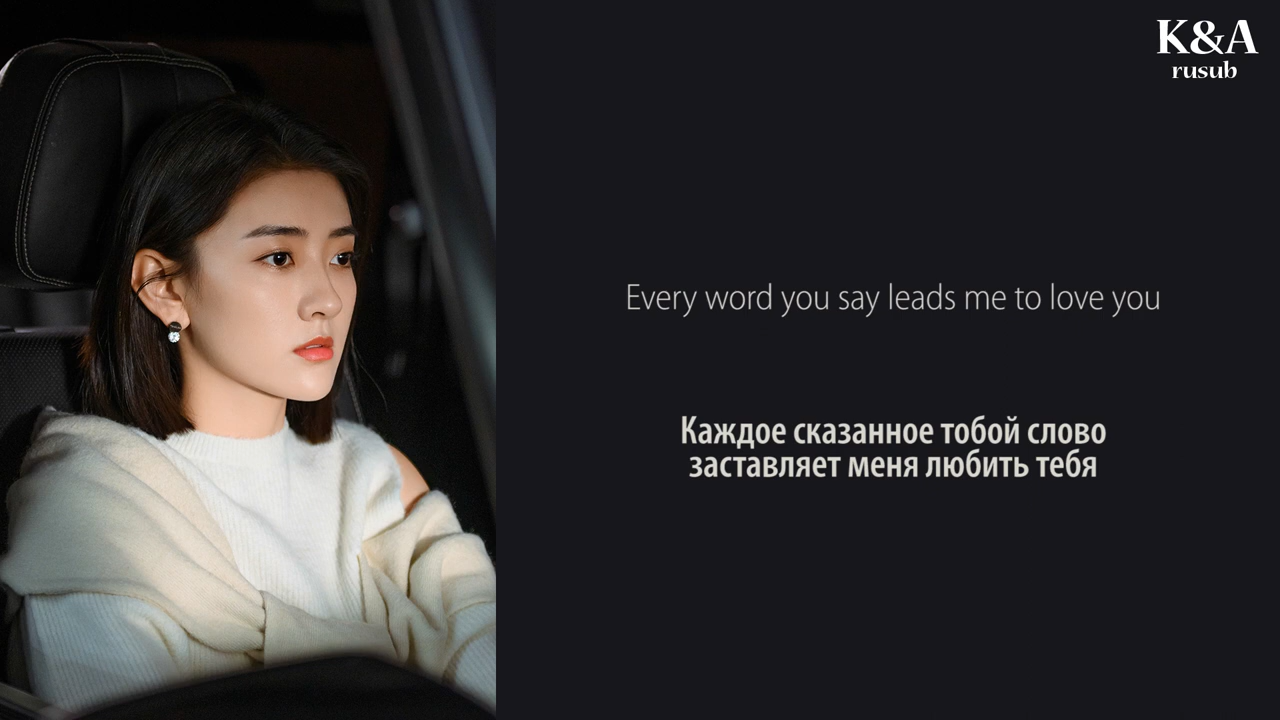 K&A
rusub
Every word you say leads me to love you
Каждое сказанное тобой слово
заставляет меня любить тебя